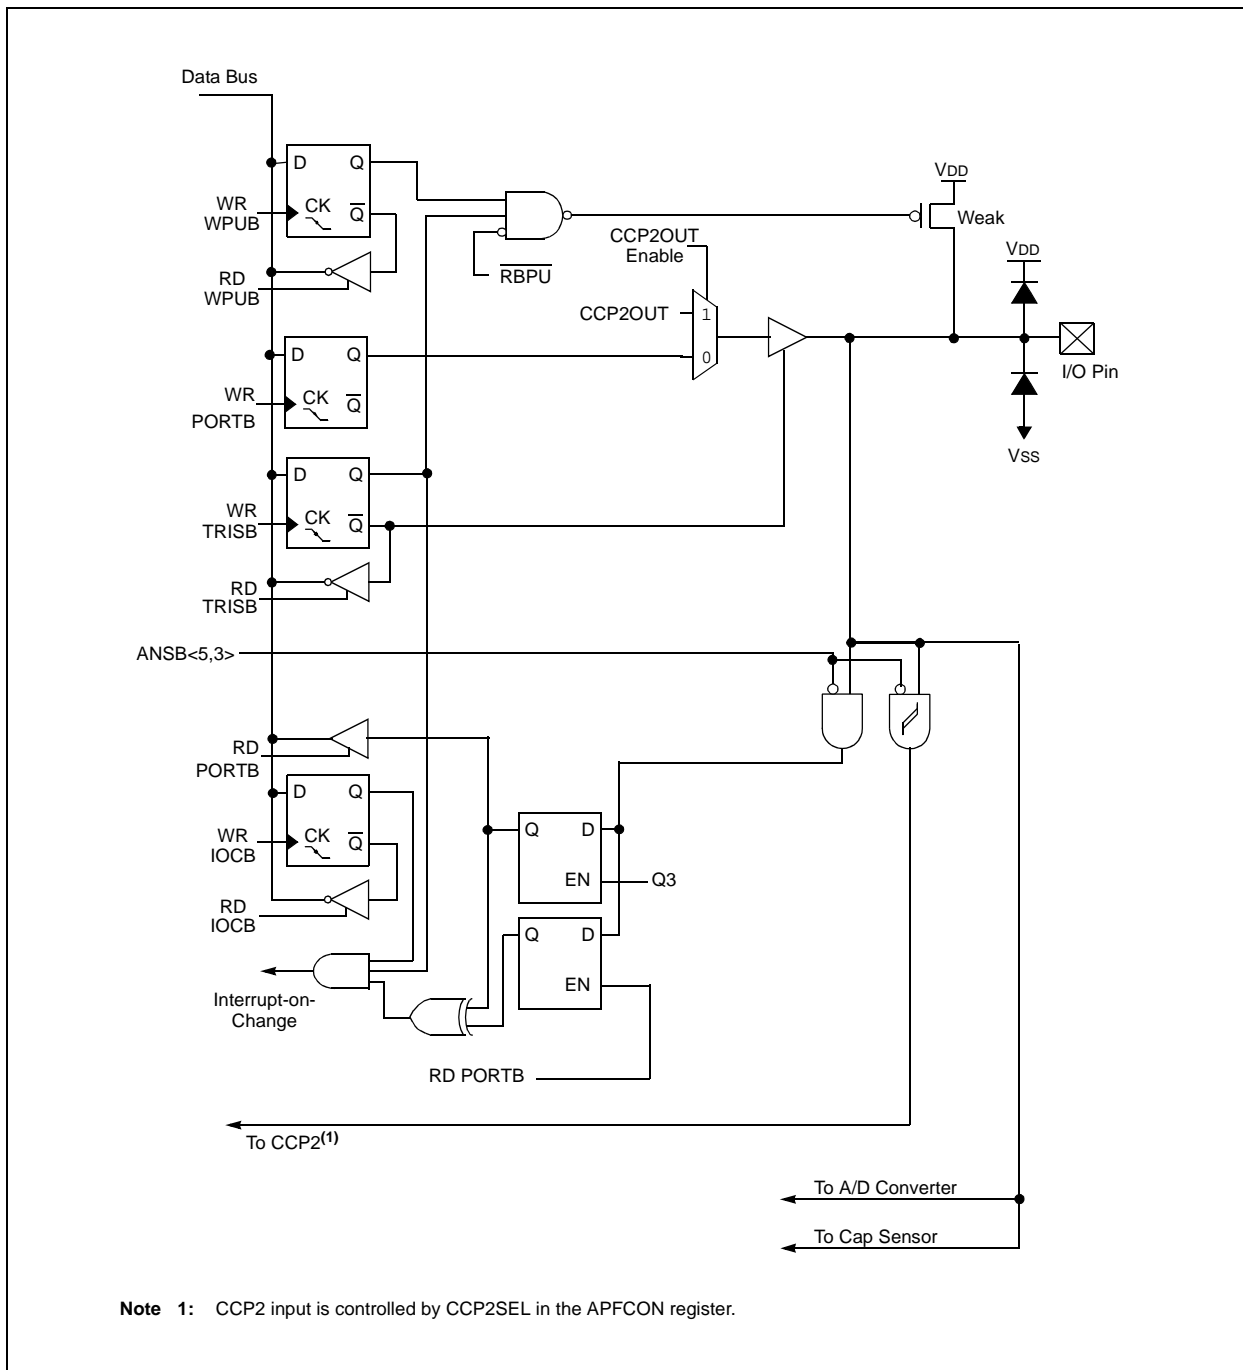 Data Bus
D Q
VDD
WR
WPUB
CK
Q̅
Weak
CCP2OUT
Enable
VDD
RD
WPUB
R̅B̅P̅U̅
CCP2OUT
1
D Q
0
I/O Pin
WR
PORTB
CK
Q̅
VSS
D Q
WR
TRISB
CK
Q̅
RD
TRISB
ANSB<5,3>
RD
PORTB
D Q
WR
IOCB
CK
Q̅
Q D
EN
Q3
RD
IOCB
Q D
EN
Interrupt-on-
Change
RD PORTB
To CCP2(1)
To A/D Converter
To Cap Sensor
Note 1: CCP2 input is controlled by CCP2SEL in the APFCON register.